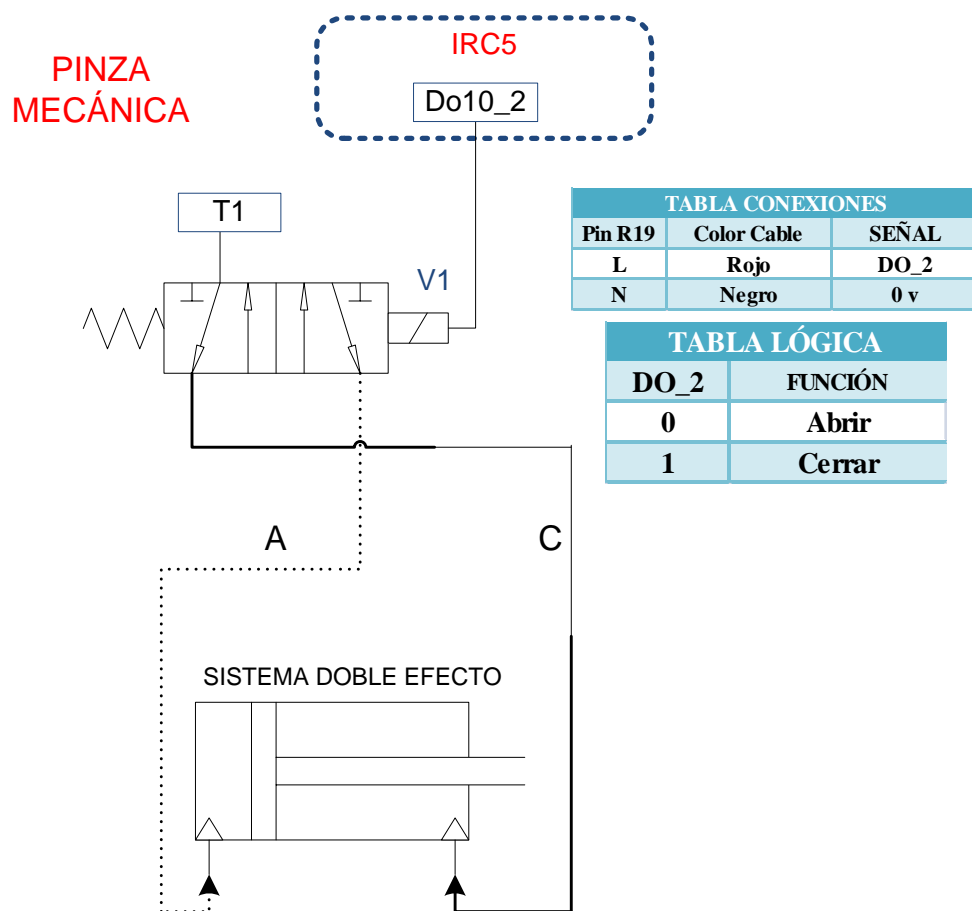 PINZA
MECÁNICA
IRC5
Do10_2
T1
V1
TABLA CONEXIONES
Pin R19 Color Cable SEÑAL
L Rojo DO_2
N Negro 0 v
TABLA LÓGICA
DO_2 FUNCIÓN
0 Abrir
1 Cerrar
A
C
SISTEMA DOBLE EFECTO